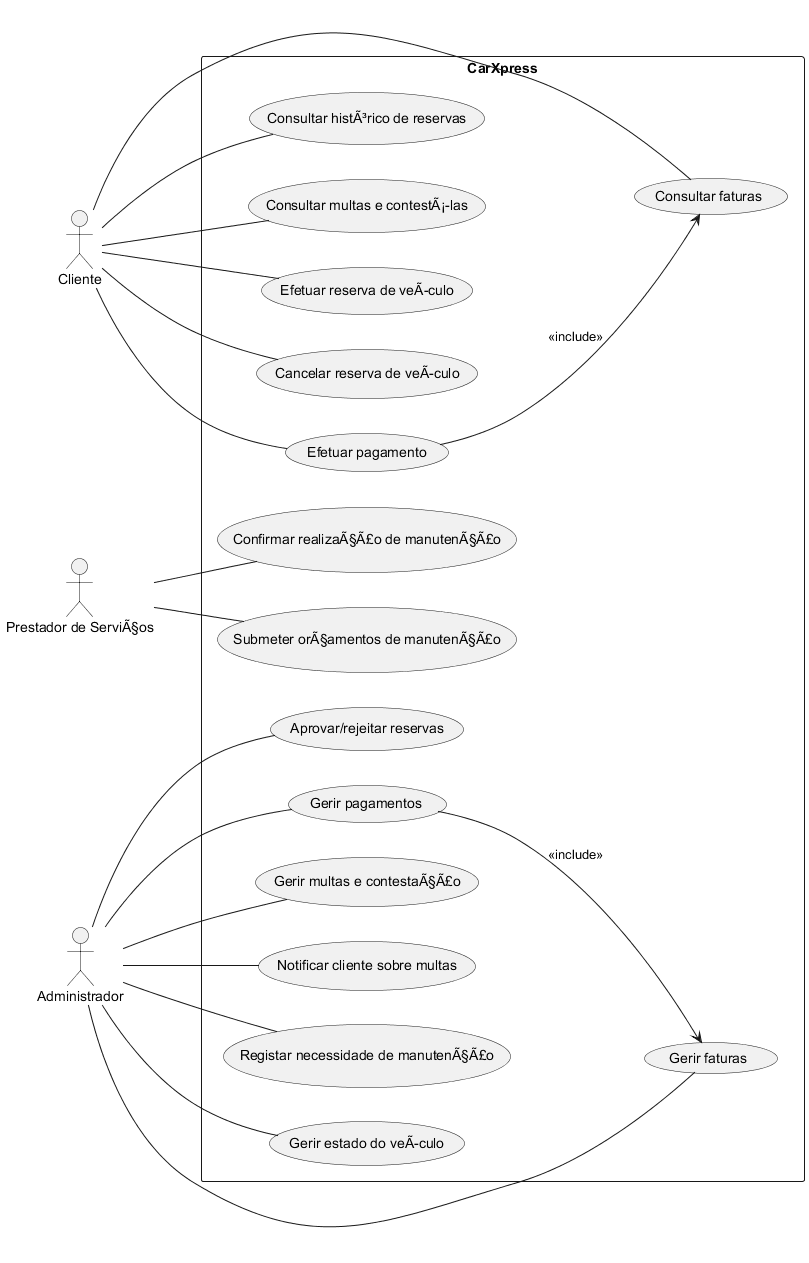 CarXpress
Consultar histÃ³rico de reservas
Consultar faturas
Consultar multas e contestÃ¡-las
Cliente
Efetuar reserva de veÃ­culo
«include»
Cancelar reserva de veÃ­culo
Efetuar pagamento
Confirmar realizaÃ§Ã£o de manutenÃ§Ã£o
Prestador de ServiÃ§os
Submeter orÃ§amentos de manutenÃ§Ã£o
Aprovar/rejeitar reservas
Gerir pagamentos
«include»
Gerir multas e contestaÃ§Ã£o
Notificar cliente sobre multas
Administrador
Registar necessidade de manutenÃ§Ã£o
Gerir faturas
Gerir estado do veÃ­culo